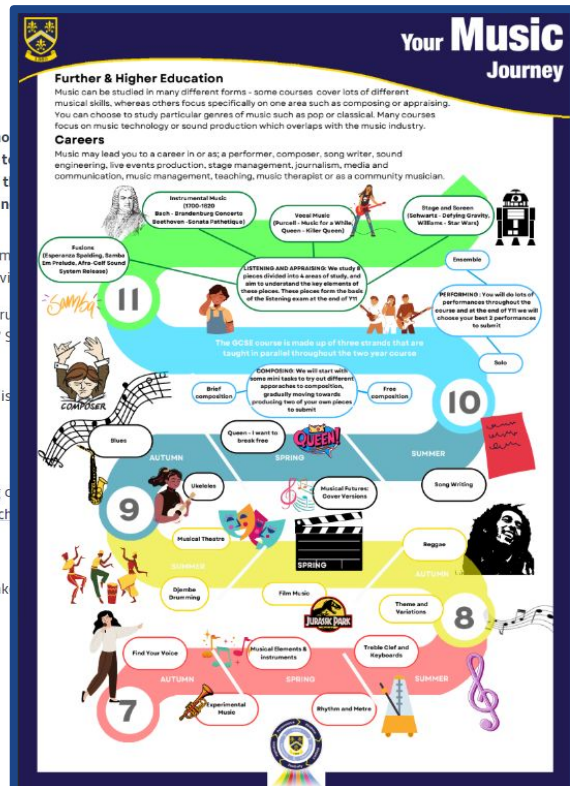 Your Music
Journey
Further & Higher Education
Music can be studied in many different forms - some courses cover lots of different
musical skills, whereas others focus specifically on one area such as composing or appraising.
You can choose to study particular genres of music such as pop or classical. Many courses
focus on music technology or sound production which overlaps with the music industry.
Careers
Music may lead you to a career in or as; a performer, composer, song writer, sound
engineering, live events production, stage management, journalism, media and
communication, music management, teaching, music therapist or as a community musician.
Instrumental Music
(1700-1820
Bach - Brandenburg Concerto
Beethoven -Sonata Pathetique)
Vocal Music
(Purcell - Music for a While,
Queen - Killer Queen)
Stage and Screen
(Schwartz - Defying Gravity,
Williams - Star Wars)
Fusions
(Esperanza Spalding, Samba
Em Prelude, Afro-Celt Sound
System Release)
LISTENING AND APPRAISING: We study 8
pieces divided into 4 areas of study, and
aim to understand the key elements of
these pieces. These pieces form the basis
of the listening exam at the end of Y11
Ensemble
PERFORMING : You will do lots of
performances throughout the
course and at the end of Y11 we will
choose your best 2 performances
to submit
Solo
Samba
11
The GCSE course is made up of three strands that are
taught in parallel throughout the two year course
COMPOSER
Brief
composition
COMPOSING: We will start with
some mini tasks to try out different
apporaches to composition,
gradually moving towards
producing two of your own pieces
to submit
Free
composition
10
Blues
Queen - I want to
break free
QUEEN!
AUTUMN
SPRING
SUMMER
Ukeleles
Musical Futures:
Cover Versions
Song Writing
9
Musical Theatre
SPRING
Reggae
SUMMER
AUTUMN
Djembe
Drumming
Film Music
JURASSIC PARK
Theme and
Variations
8
Find Your Voice
Musical Elements &
instruments
Treble Clef and
Keyboards
AUTUMN
SPRING
SUMMER
7
Experimental
Music
Rhythm and Metre